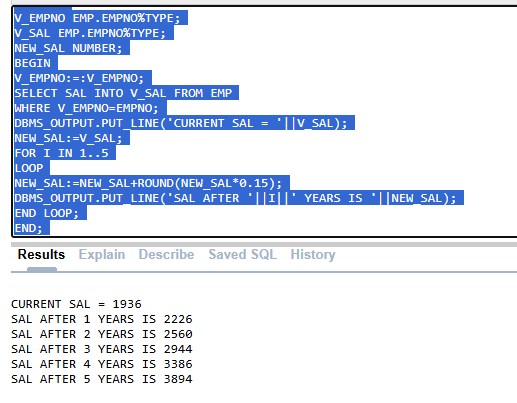 V_EMPNO EMP.EMPNO%TYPE;
V_SAL EMP.EMPNO%TYPE;
NEW_SAL NUMBER;
BEGIN
V_EMPNO:=:V_EMPNO;
SELECT SAL INTO V_SAL FROM EMP
WHERE V_EMPNO=EMPNO;
DBMS_OUTPUT.PUT_LINE('CURRENT SAL = '||V_SAL);
NEW_SAL:=V_SAL;
FOR I IN 1..5
LOOP
NEW_SAL:=NEW_SAL+ROUND(NEW_SAL*0.15);
DBMS_OUTPUT.PUT_LINE('SAL AFTER '||I||' YEARS IS '||NEW_SAL);
END LOOP;
END;
Results Explain Describe Saved SQL History
CURRENT SAL = 1936
SAL AFTER 1 YEARS IS 2226
SAL AFTER 2 YEARS IS 2560
SAL AFTER 3 YEARS IS 2944
SAL AFTER 4 YEARS IS 3386
SAL AFTER 5 YEARS IS 3894